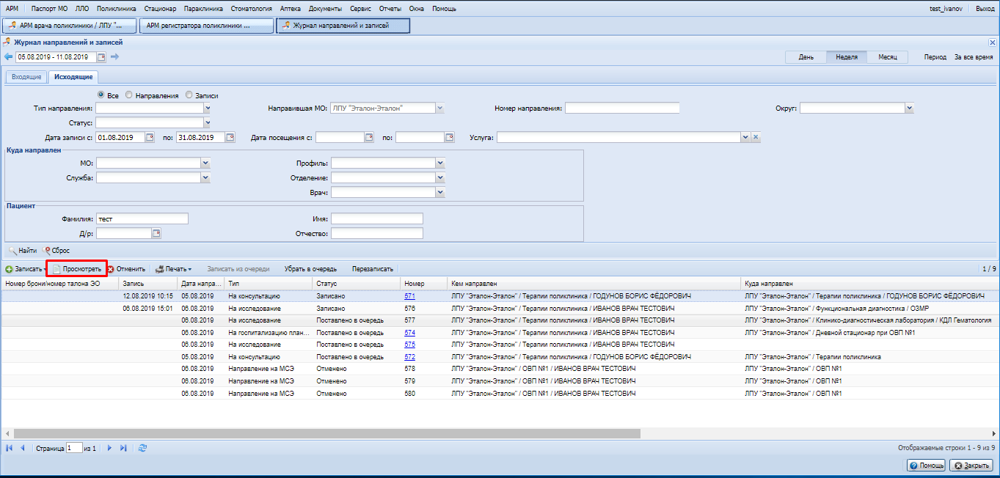 АРМ Паспорт МО ЛЛО Поликлиника Стационар Параклиника Стоматология Аптека Документы Сервис Отчеты Окна Помощь test_ivanov Выход
АРМ врача поликлиники / ЛПУ "... АРМ регистратора поликлиники ... Журнал направлений и записей
Журнал направлений и записей
05.08.2019 - 11.08.2019 День Неделя Месяц Период За все время
Входящие Исходящие
Все Направления Записи
Тип направления: Направившая МО: ЛПУ "Эталон-Эталон" Номер направления: Округ:
Статус:
Дата записи с: 01.08.2019 по: 31.08.2019 Дата посещения с: по: Услуга:
Куда направлен
МО: Профиль:
Служба: Отделение:
Врач:
Пациент
Фамилия: тест Имя:
Д/р: Отчество:
Найти Сброс
Записать Просмотреть Отменить Печать Записать из очереди Убрать в очередь Перезаписать 1 / 9
Номер брони/номер талона ЭО Запись Дата напра... Тип Статус Номер Кем направлен Куда направлен
12.08.2019 10:15 05.08.2019 На консультацию Записано 571 ЛПУ "Эталон-Эталон" / Терапии поликлиника / ГОДУНОВ БОРИС ФЁДОРОВИЧ ЛПУ "Эталон-Эталон" / Терапии поликлиника / ГОДУНОВ БОРИС ФЁДОРОВИЧ
06.08.2019 15:01 06.08.2019 На исследование Записано 576 ЛПУ "Эталон-Эталон" / Терапии поликлиника / ИВАНОВ ВРАЧ ТЕСТОВИЧ ЛПУ "Эталон-Эталон" / Функциональная диагностика / ОЗМР
06.08.2019 На исследование Поставлено в очередь 577 ЛПУ "Эталон-Эталон" / Терапии поликлиника / ИВАНОВ ВРАЧ ТЕСТОВИЧ ЛПУ "Эталон-Эталон" / Клинико-диагностическая лаборатория / КДЛ Гематология
06.08.2019 На госпитализацию план... Поставлено в очередь 574 ЛПУ "Эталон-Эталон" / Терапии поликлиника / ИВАНОВ ВРАЧ ТЕСТОВИЧ ЛПУ "Эталон-Эталон" / Дневной стационар при ОВП №1
06.08.2019 На исследование Поставлено в очередь 575 ЛПУ "Эталон-Эталон" / Терапии поликлиника / ИВАНОВ ВРАЧ ТЕСТОВИЧ
05.08.2019 На консультацию Поставлено в очередь 572 ЛПУ "Эталон-Эталон" / Терапии поликлиника / ГОДУНОВ БОРИС ФЁДОРОВИЧ ЛПУ "Эталон-Эталон" / Терапии поликлиника
06.08.2019 Направление на МСЭ Отменено 578 ЛПУ "Эталон-Эталон" / ОВП №1 / ИВАНОВ ВРАЧ ТЕСТОВИЧ ЛПУ "Эталон-Эталон" / ОВП №1
06.08.2019 Направление на МСЭ Отменено 579 ЛПУ "Эталон-Эталон" / ОВП №1 / ИВАНОВ ВРАЧ ТЕСТОВИЧ ЛПУ "Эталон-Эталон" / ОВП №1
06.08.2019 Направление на МСЭ Отменено 580 ЛПУ "Эталон-Эталон" / ОВП №1 / ИВАНОВ ВРАЧ ТЕСТОВИЧ ЛПУ "Эталон-Эталон" / ОВП №1
Страница 1 из 1 Отображаемые строки 1 - 9 из 9
Помощь Закрыть